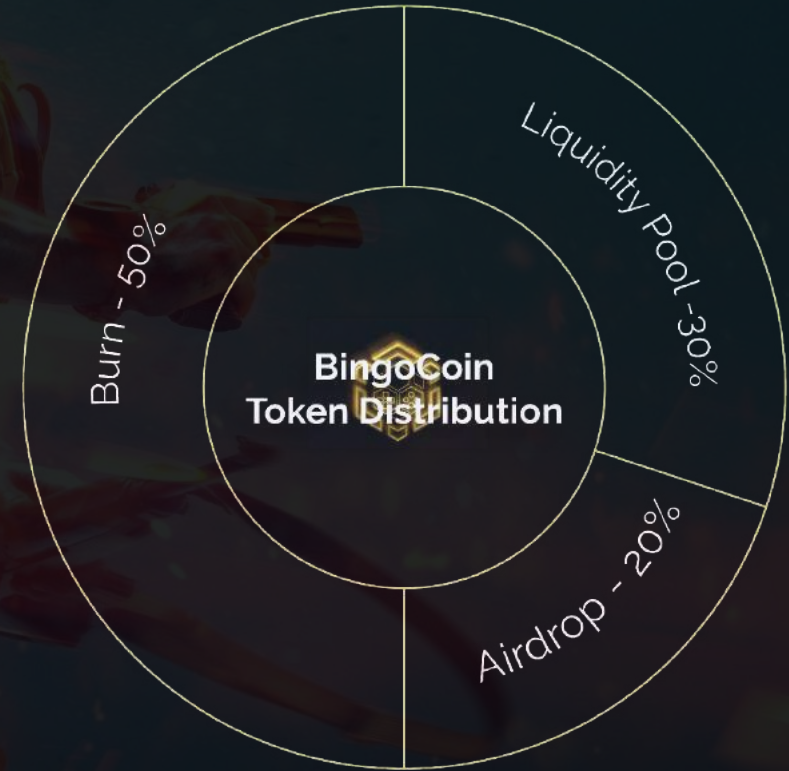 BingoCoin
Token Distribution
Liquidity Pool -30%
Airdrop - 20%
Burn - 50%